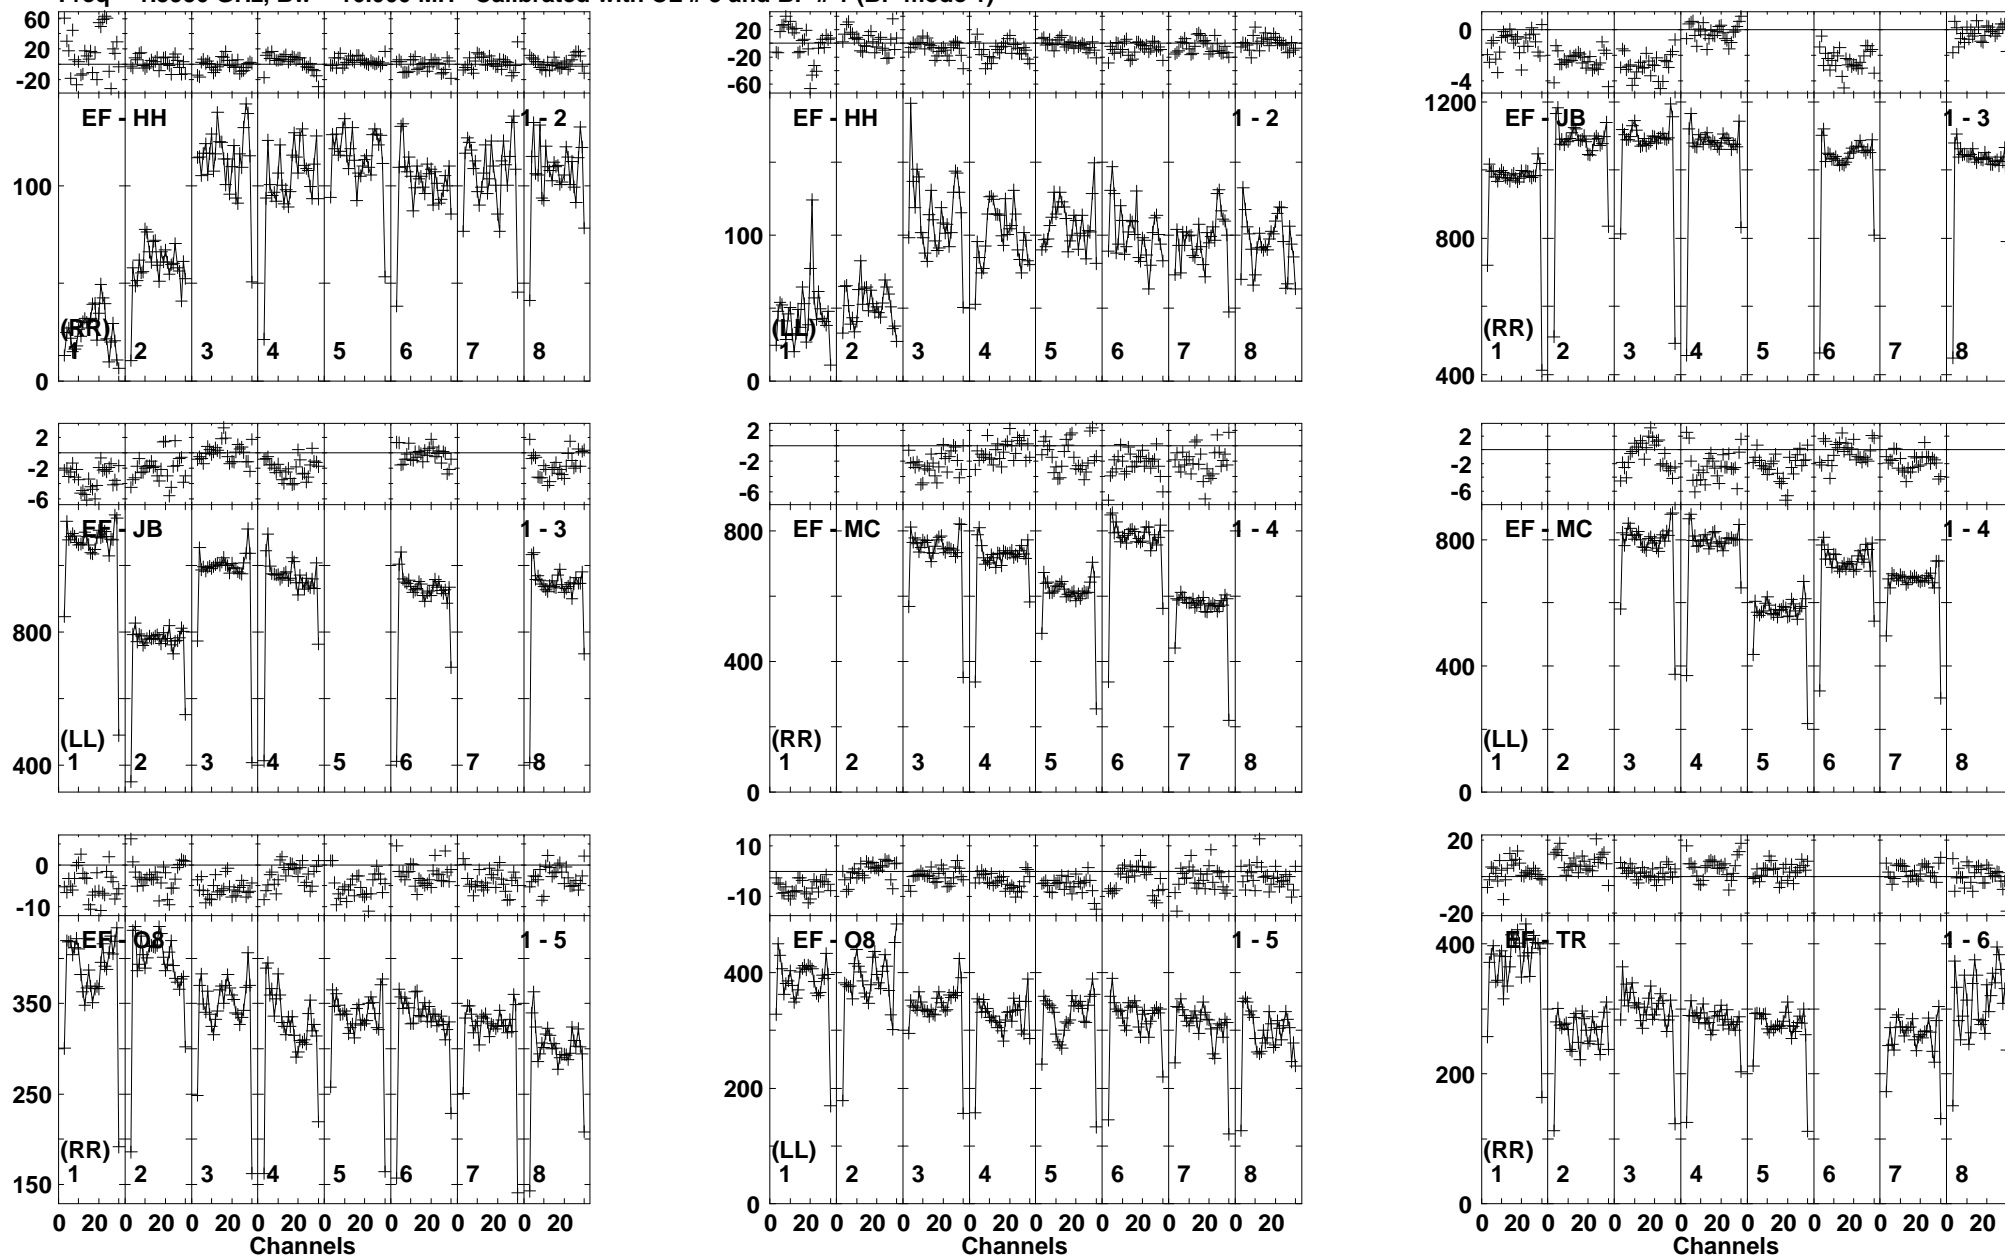 60 20 -20
EF - HH 1 - 2
100
(RR)
1 2 3 4 5 6 7 8
0
20 -20 -60
EF - HH 1 - 2
100
(LL)
1 2 3 4 5 6 7 8
0
0 -4
1200
EF - JB 1 - 3
800
(RR)
1 2 3 4 5 6 7 8
400
2 -2 -6
EF - JB 1 - 3
800
(LL)
400 1 2 3 4 5 6 7 8
2 -2 -6
800 EF - MC 1 - 4
400
(RR)
1 2 3 4 5 6 7 8
0
2 -2 -6
800 EF - MC 1 - 4
400
(LL)
1 2 3 4 5 6 7 8
0
0 -10
EF - O8 1 - 5
350
250
(RR)
150 1 2 3 4 5 6 7 8
0 20 0 20 0 20 0 20 0 20 0 20 0 20 0 20
Channels
10 -10
EF - O8 1 - 5
400
200
(LL)
1 2 3 4 5 6 7 8
0
0 20 0 20 0 20 0 20 0 20 0 20 0 20 0 20
Channels
20 0 -20
400 EF - TR 1 - 6
200
(RR)
1 2 3 4 5 6 7 8
0
0 20 0 20 0 20 0 20 0 20 0 20 0 20 0 20
Channels